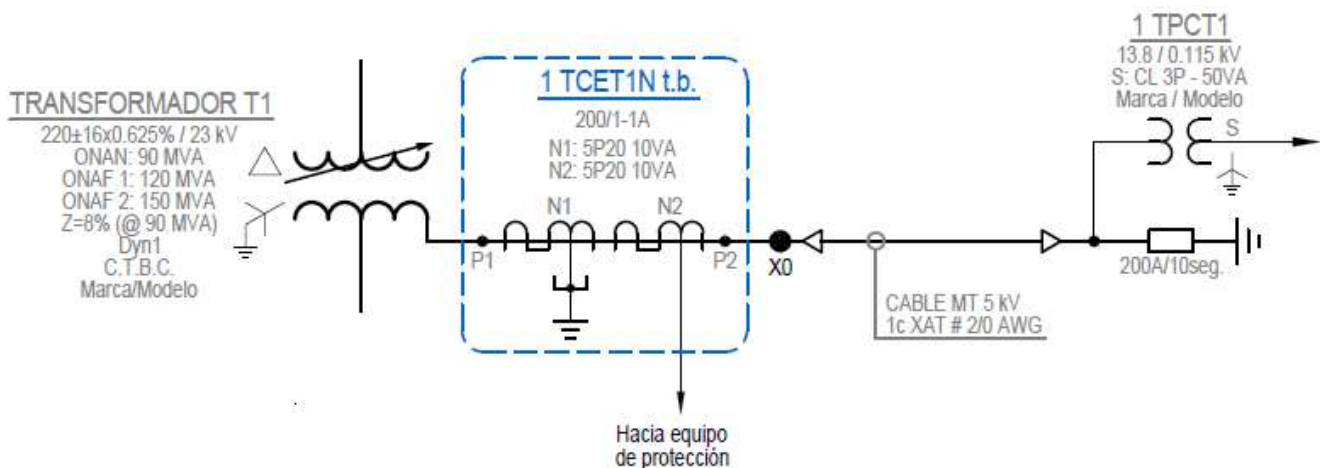 TRANSFORMADOR T1
220±16x0.625% / 23 kV
ONAN: 90 MVA
ONAF 1: 120 MVA
ONAF 2: 150 MVA
Z=8% (@ 90 MVA)
Dyn1
C.T.B.C.
Marca/Modelo
1 TCET1N t.b.
200/1-1A
N1: 5P20 10VA
N2: 5P20 10VA
N1
N2
P1
P2
X0
Hacia equipo
de protección
CABLE MT 5 kV
1c XAT # 2/0 AWG
1 TPCT1
13.8 / 0.115 kV
S: CL 3P - 50VA
Marca / Modelo
S
200A/10seg.